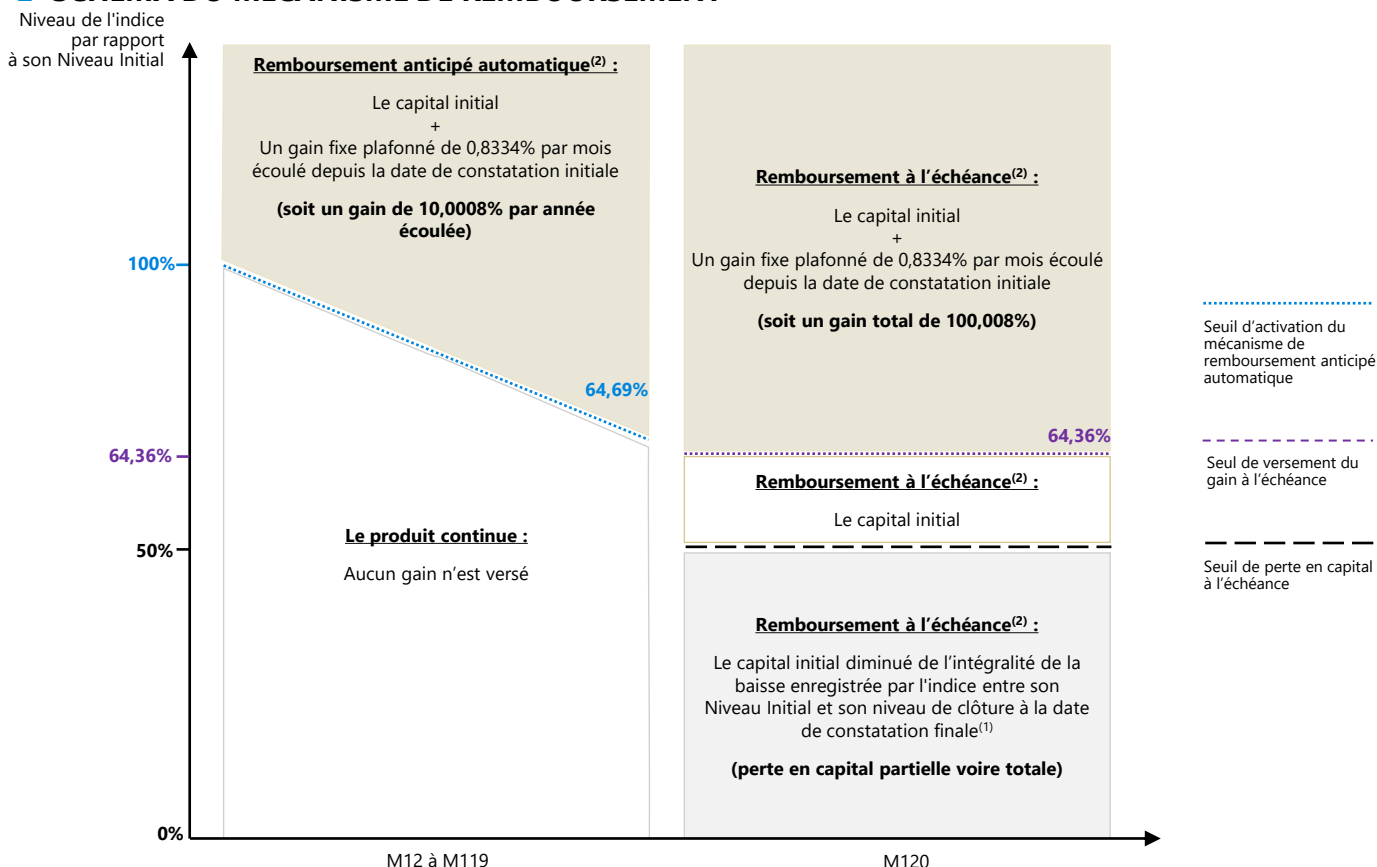 Niveau de l'indice
par rapport
à son Niveau Initial
Remboursement anticipé automatique(2) :
Le capital initial
+
Un gain fixe plafonné de 0,8334% par mois
écoulé depuis la date de constatation initiale
(soit un gain de 10,0008% par année
écoulée)
100%
64,69%
64,36%
50%
0%
Le produit continue :
Aucun gain n’est versé
M12 à M119
Remboursement à l’échéance(2) :
Le capital initial
+
Un gain fixe plafonné de 0,8334% par mois écoulé
depuis la date de constatation initiale
(soit un gain total de 100,008%)
64,36%
Remboursement à l’échéance(2) :
Le capital initial
Remboursement à l’échéance(2) :
Le capital initial diminué de l’intégralité de la
baisse enregistrée par l'indice entre son
Niveau Initial et son niveau de clôture à la date
de constatation finale(1)
(perte en capital partielle voire totale)
M120
Seuil d’activation du
mécanisme de
remboursement anticipé
automatique
Seul de versement du
gain à l’échéance
Seuil de perte en capital
à l’échéance